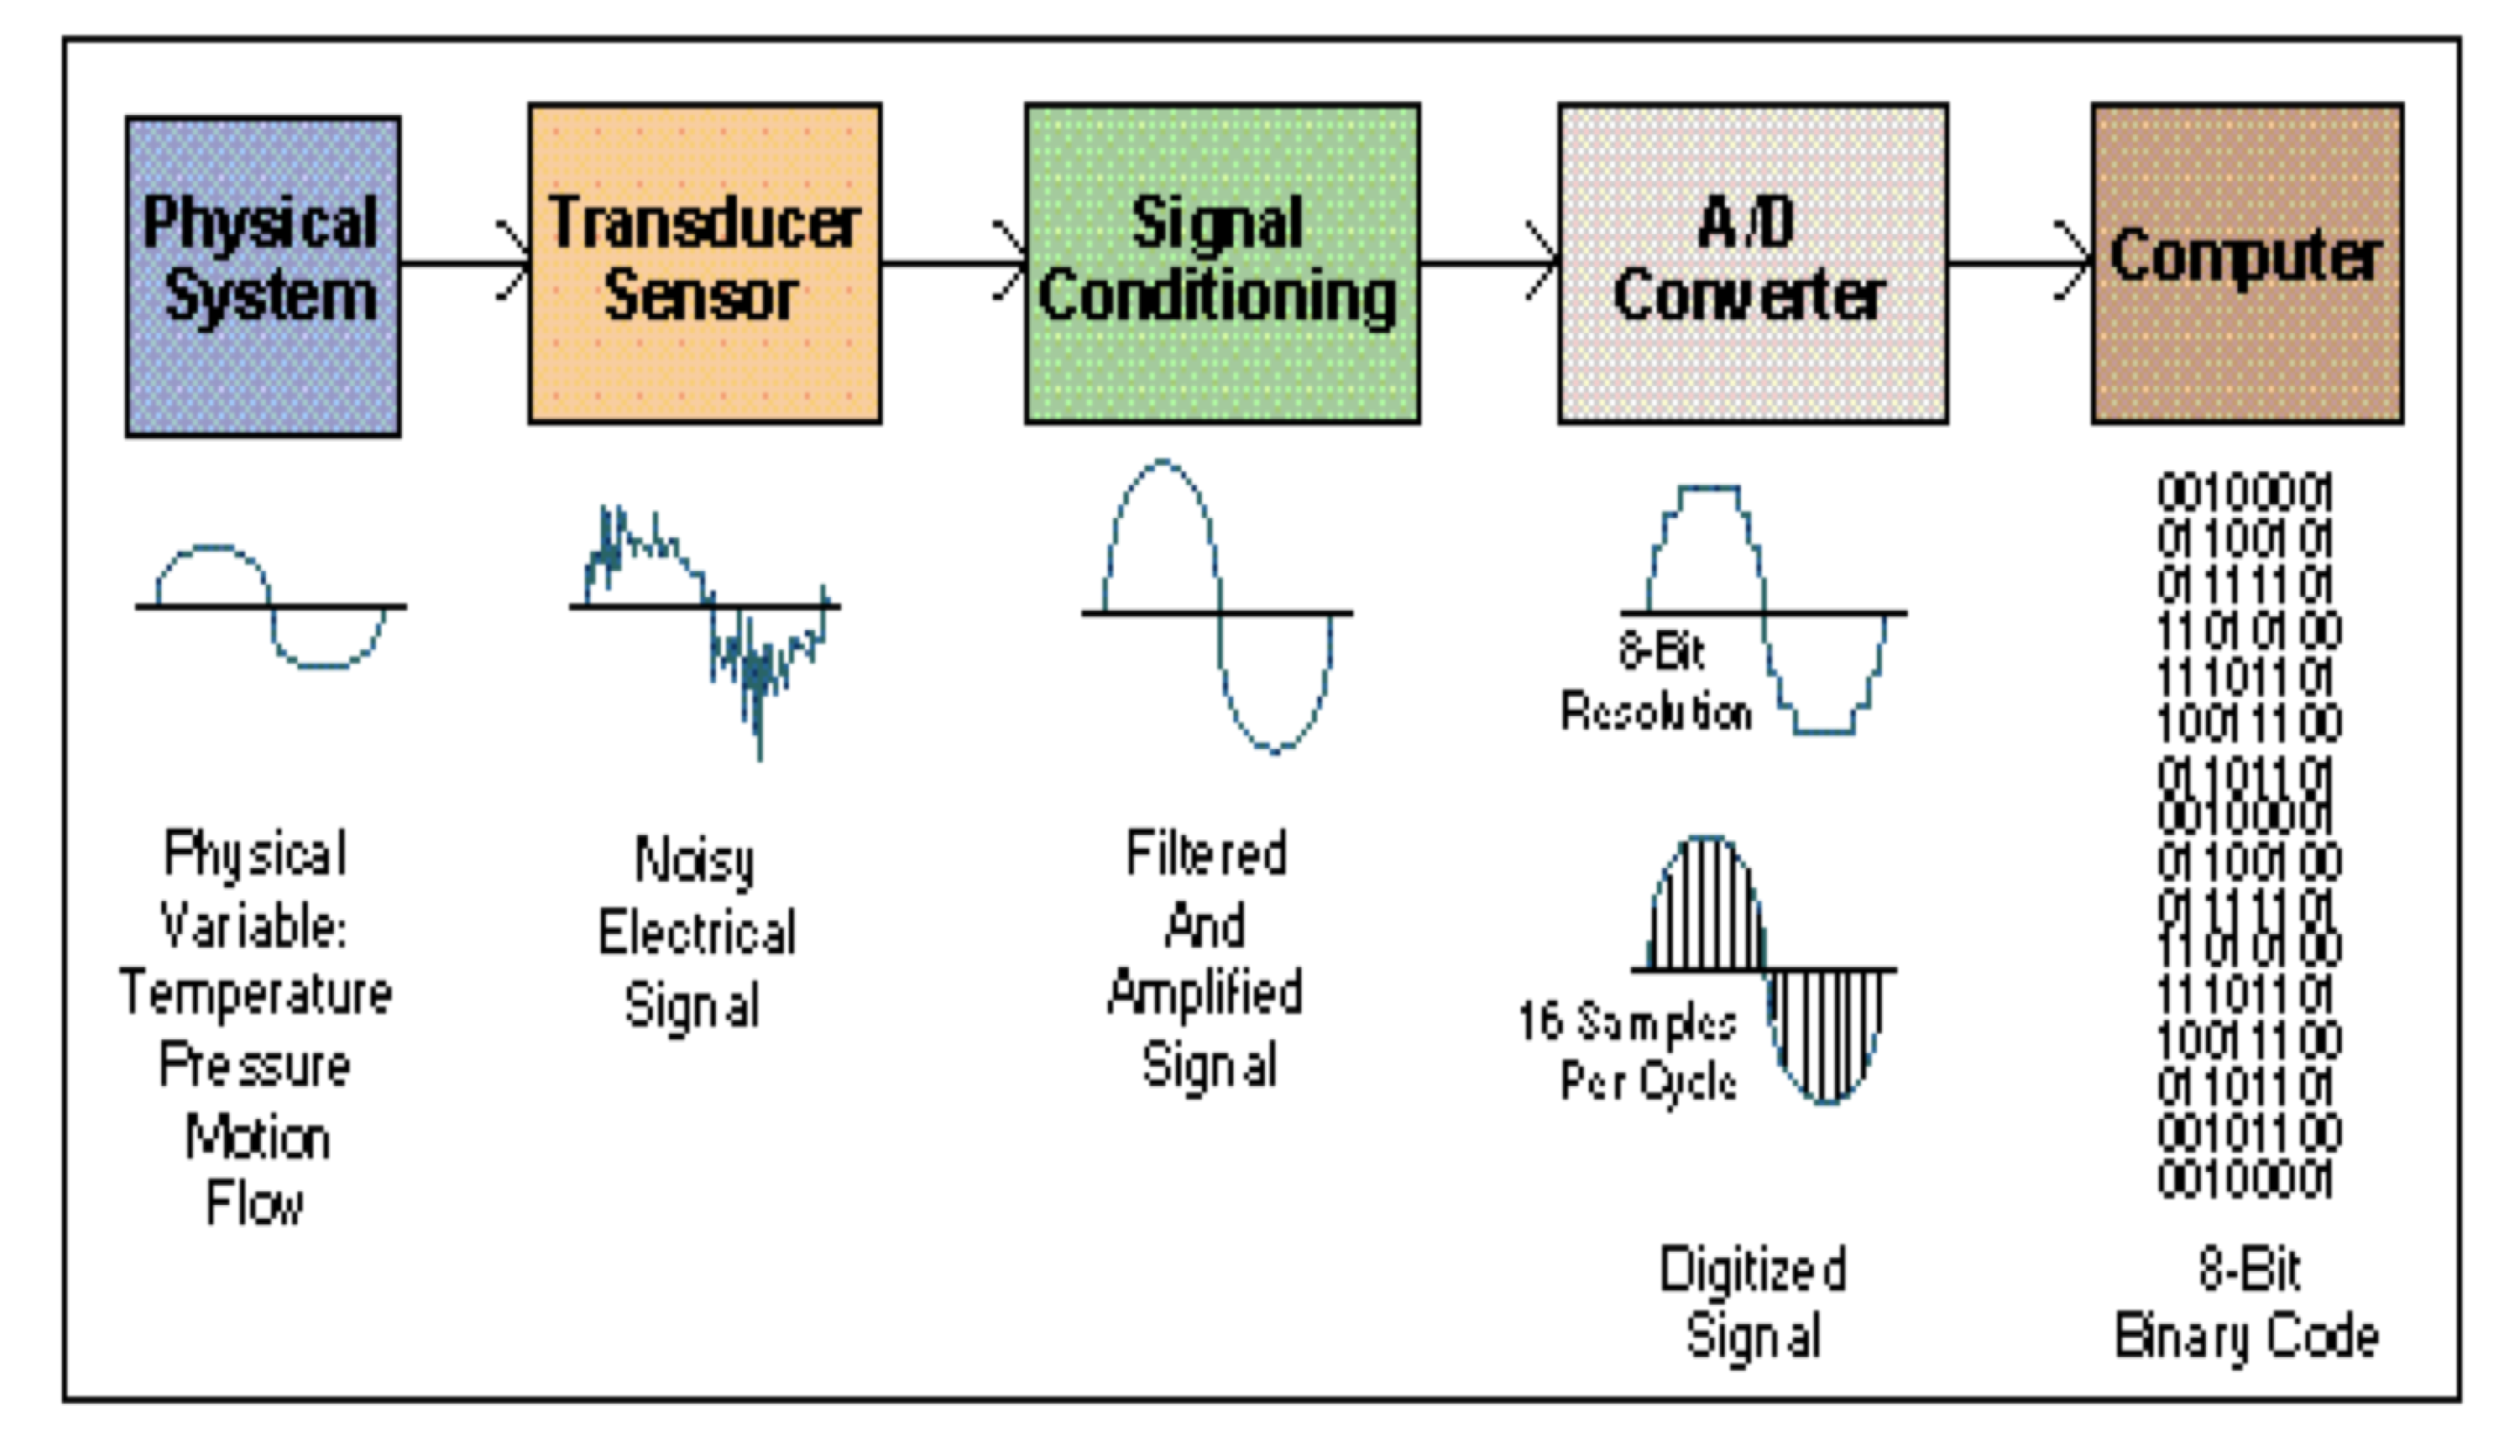 Physical
System
Transducer
Sensor
Signal
Conditioning
A/D
Converter
Computer
Physical
Variable:
Temperature
Pressure
Motion
Flow
Noisy
Electrical
Signal
Filtered
And
Amplified
Signal
8-Bit
Resolution
16 Samples
Per Cycle
Digitized
Signal
00100001
01100101
01111101
11010100
11101101
10011100
01101101
00100001
01100100
01111101
11010100
11101101
10011100
01101101
00101100
00100001
8-Bit
Binary Code